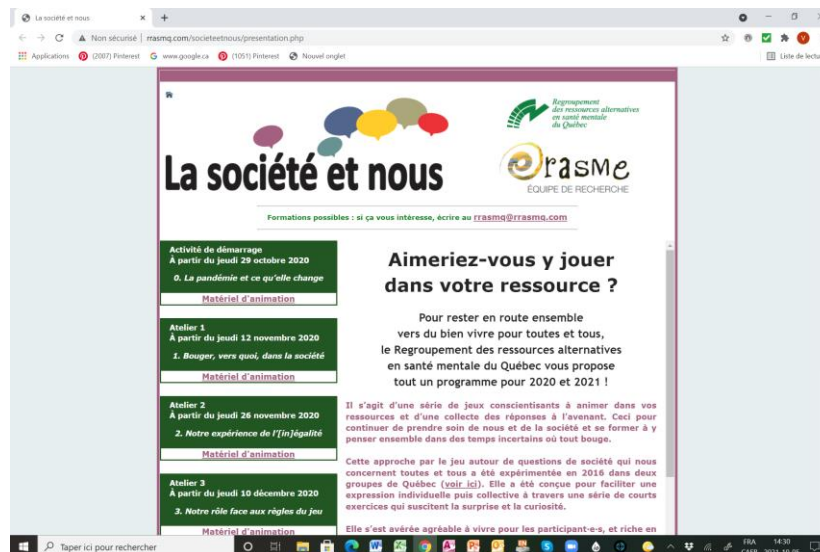 La société et nous
Non sécurisé | rrasmq.com/societeetnous/presentation.php
Applications
(2007) Pinterest
www.google.ca
(1051) Pinterest
Nouvel onglet
Liste de lectu
Regroupement
des ressources alternatives
en santé mentale
du Québec
La société et nous
erasme
ÉQUIPE DE RECHERCHE
Formations possibles : si ça vous intéresse, écrire au rrasmq@rrasmq.com
Activité de démarrage
À partir du jeudi 29 octobre 2020
0. La pandémie et ce qu'elle change
Matériel d'animation
Atelier 1
À partir du jeudi 12 novembre 2020
1. Bouger, vers quoi, dans la société
Matériel d'animation
Atelier 2
À partir du jeudi 26 novembre 2020
2. Notre expérience de l'[in]égalité
Matériel d'animation
Atelier 3
À partir du jeudi 10 décembre 2020
3. Notre rôle face aux règles du jeu
Matériel d'animation
Aimeriez-vous y jouer
dans votre ressource ?
Pour rester en route ensemble
vers du bien vivre pour toutes et tous,
le Regroupement des ressources alternatives
en santé mentale du Québec vous propose
tout un programme pour 2020 et 2021 !
Il s'agit d'une série de jeux conscientisants à animer dans vos
ressources et d'une collecte des réponses à l'avenant. Ceci pour
continuer de prendre soin de nous et de la société et se former à y
penser ensemble dans des temps incertains où tout bouge.
Cette approche par le jeu autour de questions de société qui nous
concernent toutes et tous a été expérimentée en 2016 dans deux
groupes de Québec (voir ici). Elle a été conçue pour faciliter une
expression individuelle puis collective à travers une série de courts
exercices qui suscitent la surprise et la curiosité.
Elle s'est avérée agréable à vivre pour les participant·e·s, et riche en
Taper ici pour rechercher
FRA
14:30
2021-10-05